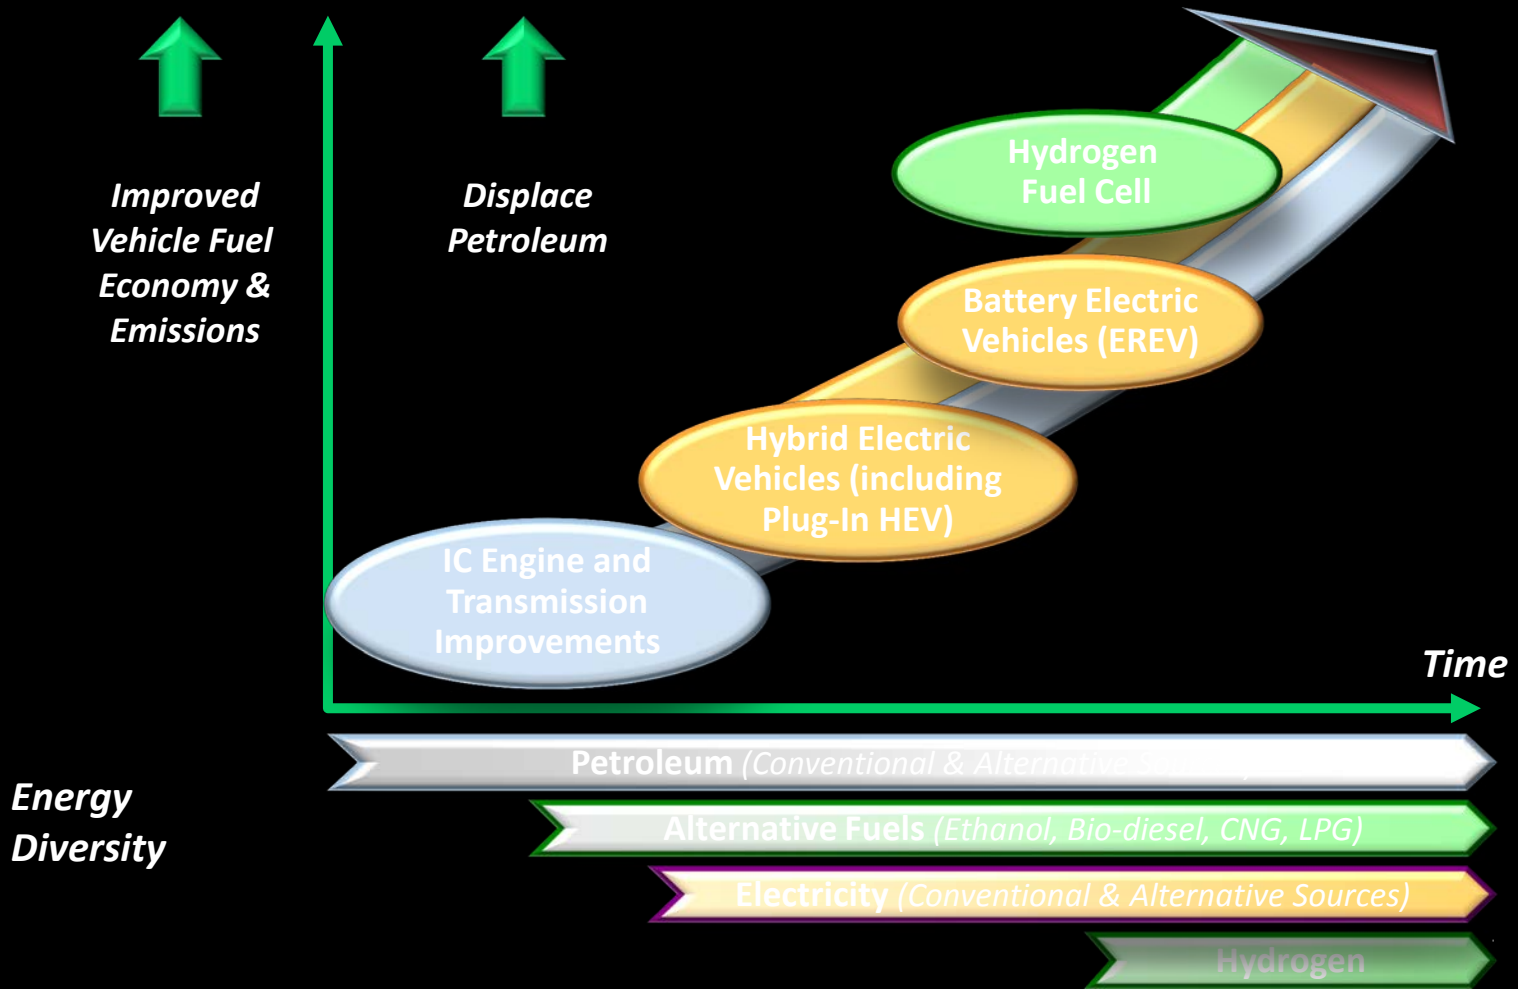 Improved
Vehicle Fuel
Economy &
Emissions
Displace
Petroleum
Hydrogen
Fuel Cell
Battery Electric
Vehicles (EREV)
Hybrid Electric
Vehicles (including
Plug-In HEV)
IC Engine and
Transmission
Improvements
Time
Energy
Diversity
Petroleum (Conventional & Alternative
Alternative Fuels (Ethanol, Bio-diesel, CNG, LPG)
Electricity (Conventional & Alternative Sources)
Hydrogen